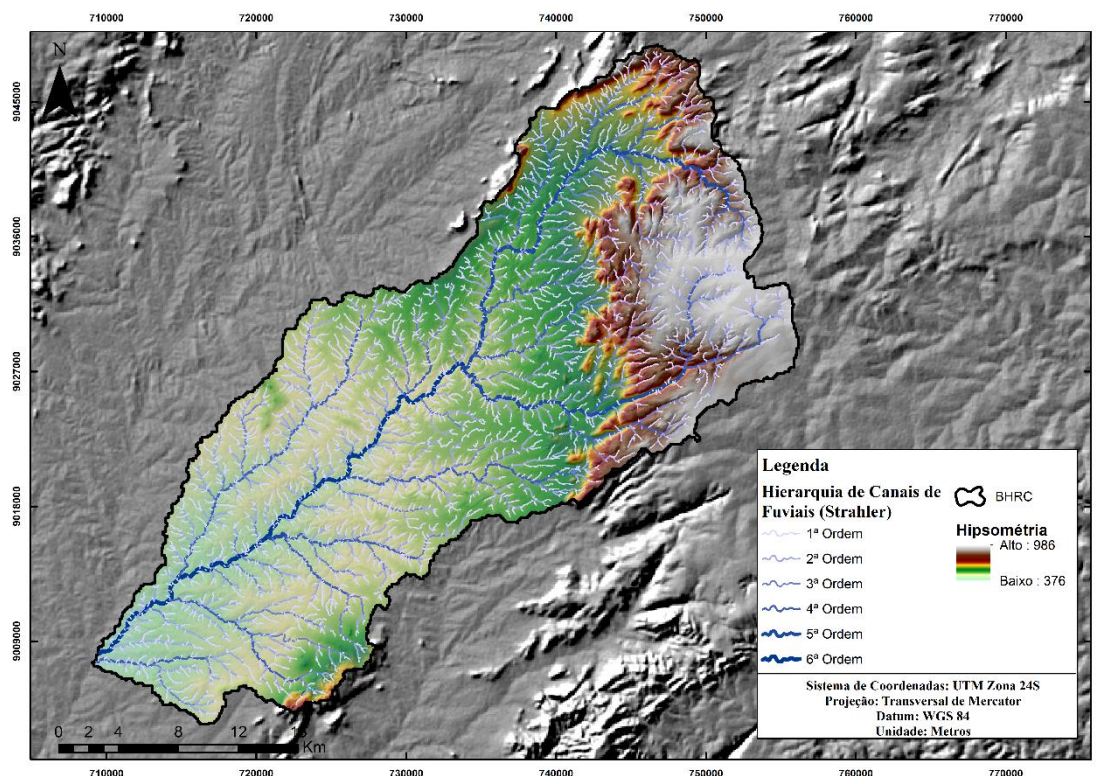 710000 720000 730000 740000 750000 760000 770000
N
9045000
9036000
9027000
9018000
9009000
Legenda
Hierarquia de Canais de
Fuviais (Strahler)
1ª Ordem
2ª Ordem
3ª Ordem
4ª Ordem
5ª Ordem
6ª Ordem
BHRC
Hipsométria
Alto : 986
Baixo : 376
Sistema de Coordenadas: UTM Zona 24S
Projeção: Transversal de Mercator
Datum: WGS 84
Unidade: Metros
0 2 4 8 12 16
Km
710000 720000 730000 740000 750000 760000 770000